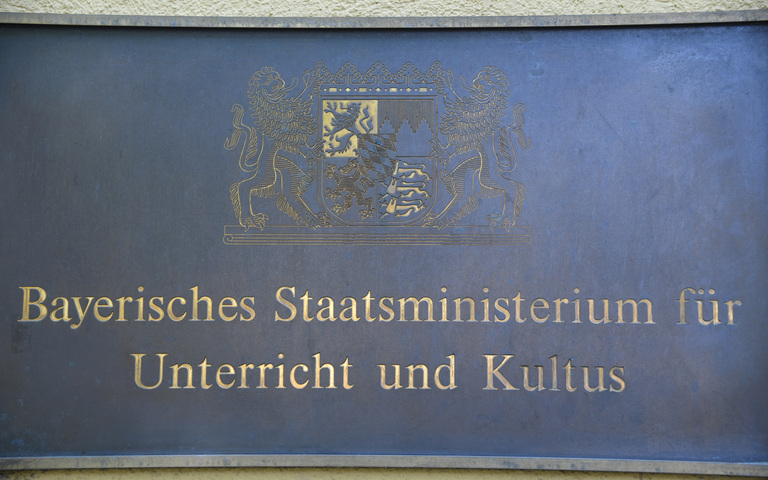 Bayerisches Staatsministerium für
Unterricht und Kultus